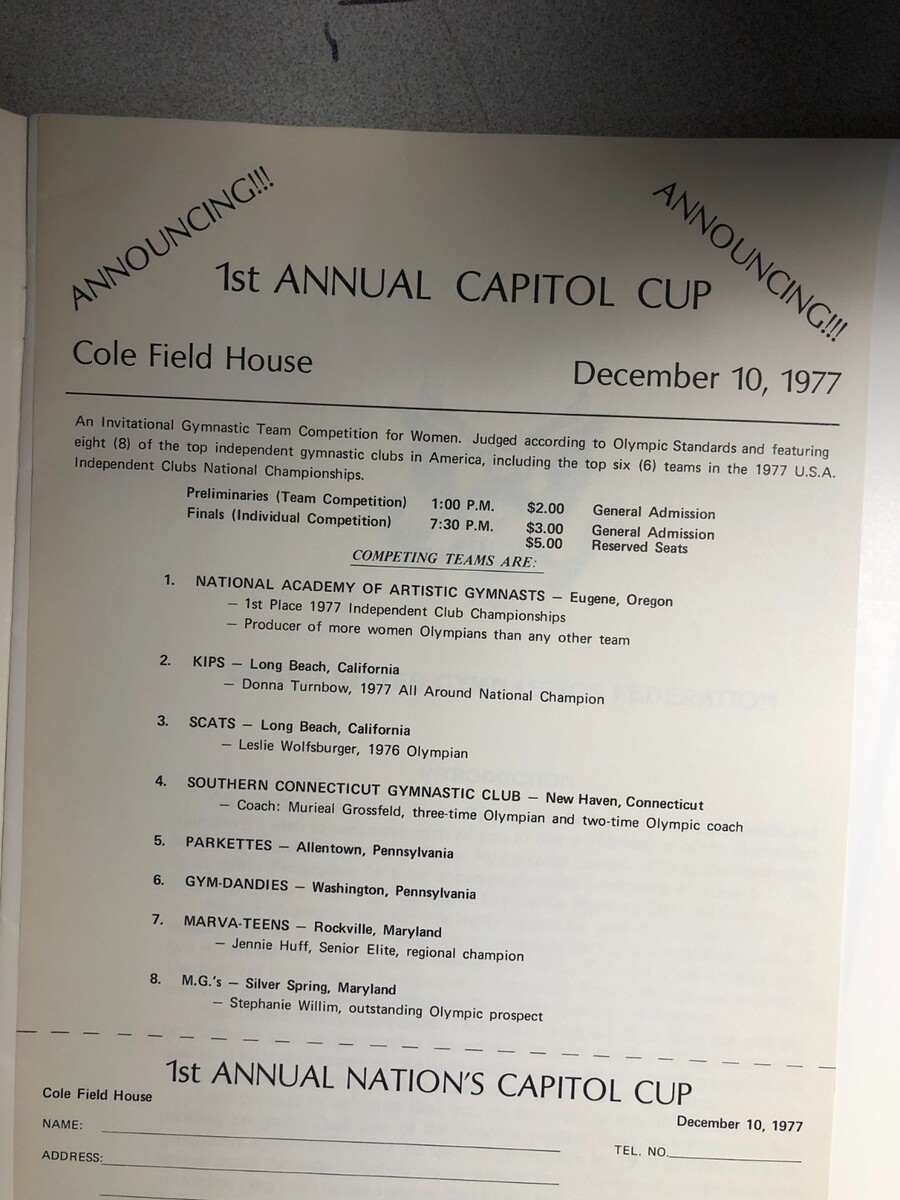 ANNOUNCING!!!
ANNOUNCING!!!
1st ANNUAL CAPITOL CUP
Cole Field House
December 10, 1977
An Invitational Gymnastic Team Competition for Women. Judged according to Olympic Standards and featuring
eight (8) of the top independent gymnastic clubs in America, including the top six (6) teams in the 1977 U.S.A.
Independent Clubs National Championships.
Preliminaries (Team Competition) 1:00 P.M. $2.00 General Admission
Finals (Individual Competition) 7:30 P.M. $3.00 General Admission
$5.00 Reserved Seats
COMPETING TEAMS ARE:
1. NATIONAL ACADEMY OF ARTISTIC GYMNASTS — Eugene, Oregon
— 1st Place 1977 Independent Club Championships
— Producer of more women Olympians than any other team
2. KIPS — Long Beach, California
— Donna Turnbow, 1977 All Around National Champion
3. SCATS — Long Beach, California
— Leslie Wolfsburger, 1976 Olympian
4. SOUTHERN CONNECTICUT GYMNASTIC CLUB — New Haven, Connecticut
— Coach: Murieal Grossfeld, three-time Olympian and two-time Olympic coach
5. PARKETTES — Allentown, Pennsylvania
6. GYM-DANDIES — Washington, Pennsylvania
7. MARVA-TEENS — Rockville, Maryland
— Jennie Huff, Senior Elite, regional champion
8. M.G.'s — Silver Spring, Maryland
— Stephanie Willim, outstanding Olympic prospect
1st ANNUAL NATION'S CAPITOL CUP
Cole Field House
December 10, 1977
NAME:
TEL. NO.
ADDRESS: